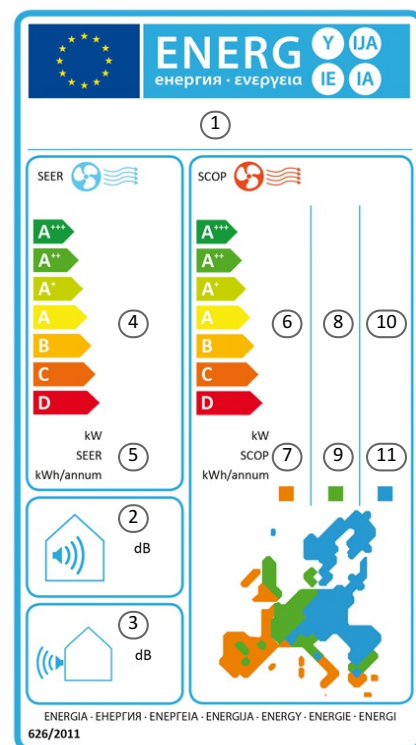 ENERG
енергия · ενεργεια
Y IJA
IE IA
1
SEER
A+++
A++
A+
A
B
C
D
4
kW
SEER 5
kWh/annum
SCOP
A+++
A++
A+
A
B
C
D
6 8 10
kW
SCOP 7 9 11
kWh/annum
2
dB
3
dB
ENERGIA · ЕНЕРГИЯ · ΕΝΕΡΓΕΙΑ · ENERGIJA · ENERGY · ENERGIE · ENERGI
626/2011